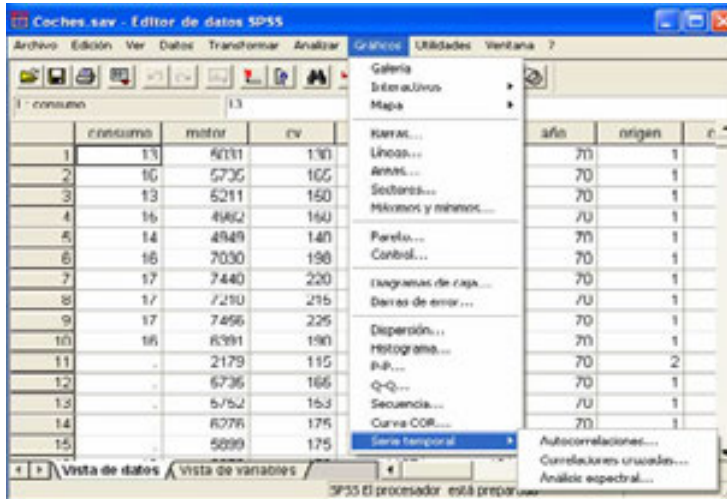 Coches.sav - Editor de datos SPSS
Archivo Edición Ver Datos Transformar Analizar Gráficos Utilidades Ventana ?
1 : consumo 13
Galería
Interactivos
Mapa
Barras...
Líneas...
Areas...
Sectores...
Máximos y mínimos...
Pareto...
Control...
Diagramas de caja...
Barras de error...
Dispersión...
Histograma...
P-P...
Q-Q...
Secuencia...
Curva COR...
Serie temporal
Autocorrelaciones...
Correlaciones cruzadas...
Análisis espectral...
consumo motor cv año origen
1 13 5031 130 70 1
2 16 5735 165 70 1
3 13 5211 150 70 1
4 16 4982 150 70 1
5 14 4949 140 70 1
6 16 7030 198 70 1
7 17 7440 220 70 1
8 17 7210 215 70 1
9 17 7456 225 70 1
10 16 6391 190 70 1
11 . 2179 115 70 2
12 . 5735 165 70 1
13 . 5752 153 70 1
14 . 6276 175 70 1
15 . 5899 175
Vista de datos Vista de variables
SPSS El procesador está preparado